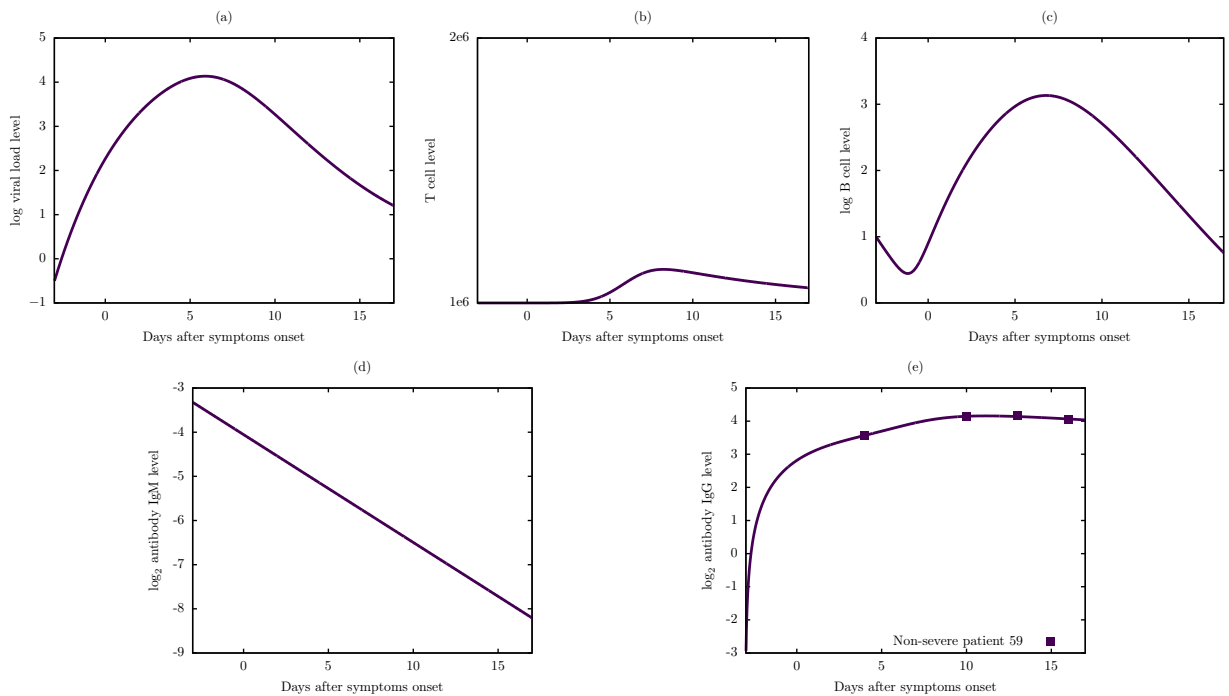 (a)
5
4
3
2
1
0
−1
0
5
10
15
log viral load level
Days after symptoms onset
(b)
2e6
1e6
0
5
10
15
T cell level
Days after symptoms onset
(c)
4
3
2
1
0
0
5
10
15
log B cell level
Days after symptoms onset
(d)
-3
-4
-5
-6
-7
-8
-9
0
5
10
15
log₂ antibody IgM level
Days after symptoms onset
(e)
5
4
3
2
1
0
-1
-2
-3
0
5
10
15
log₂ antibody IgG level
Non-severe patient 59
Days after symptoms onset